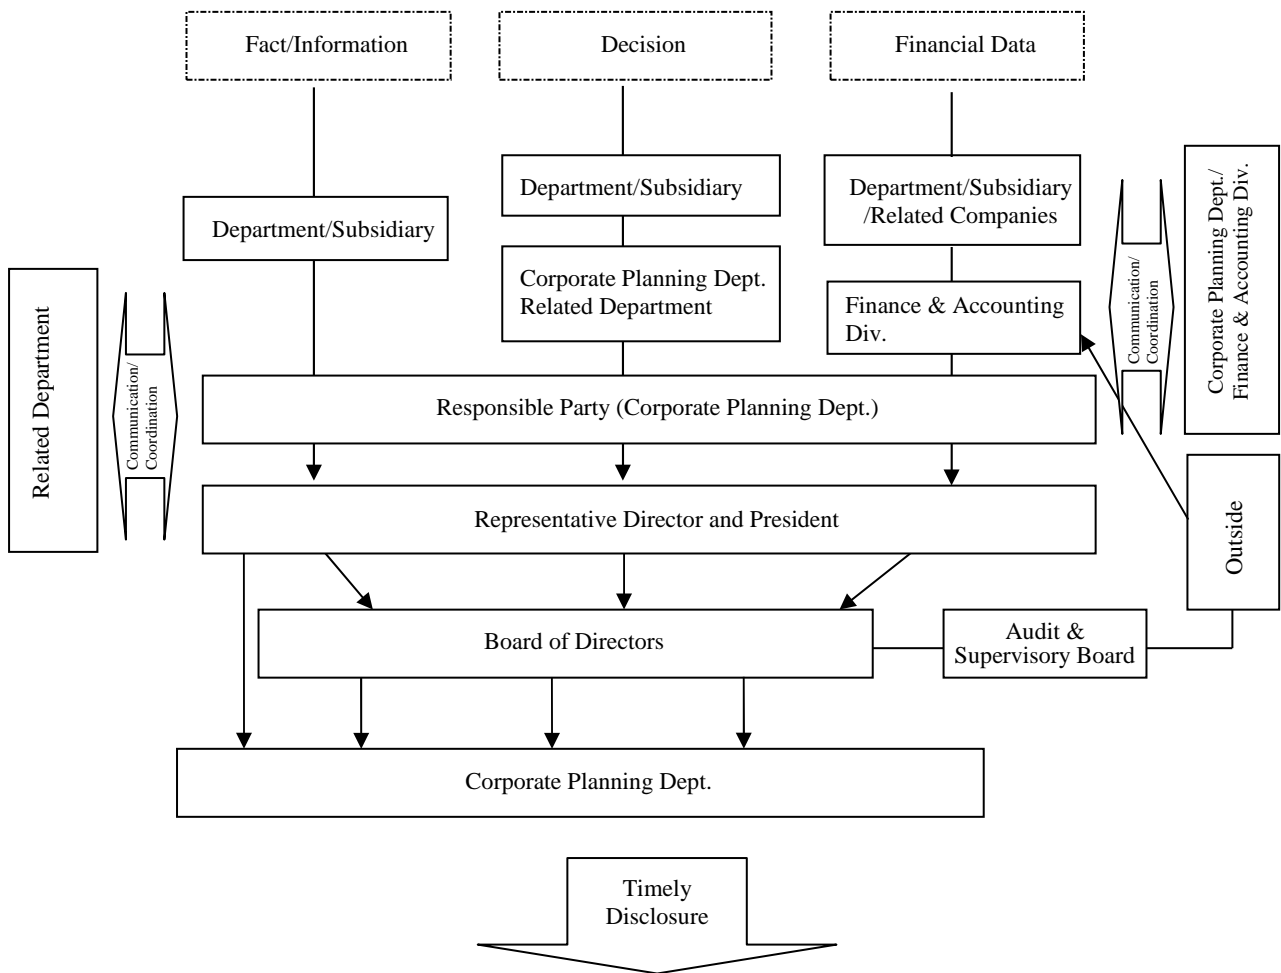 Fact/Information
Decision
Financial Data
Department/Subsidiary
Department/Subsidiary
Department/Subsidiary
/Related Companies
Corporate Planning Dept.
Related Department
Finance & Accounting
Div.
Related Department
Communication/
Coordination
Communication/
Coordination
Corporate Planning Dept./
Finance & Accounting Div.
Responsible Party (Corporate Planning Dept.)
Representative Director and President
Outside
Board of Directors
Audit &
Supervisory Board
Corporate Planning Dept.
Timely
Disclosure